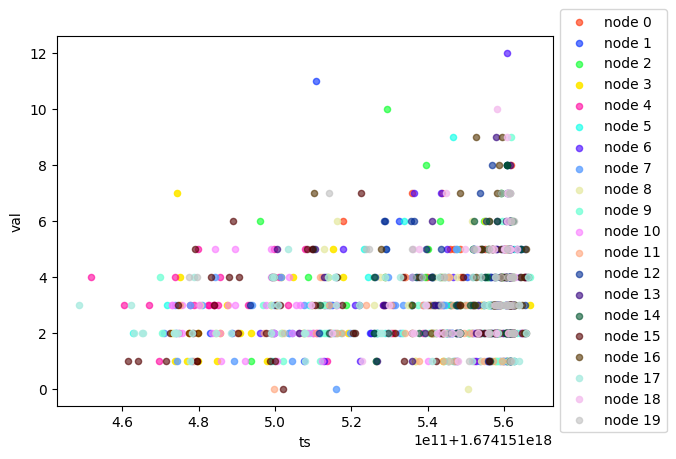 12
10
8
6
4
2
0
val
4.6 4.8 5.0 5.2 5.4 5.6
ts
1e11+1.674151e18
node 0
node 1
node 2
node 3
node 4
node 5
node 6
node 7
node 8
node 9
node 10
node 11
node 12
node 13
node 14
node 15
node 16
node 17
node 18
node 19